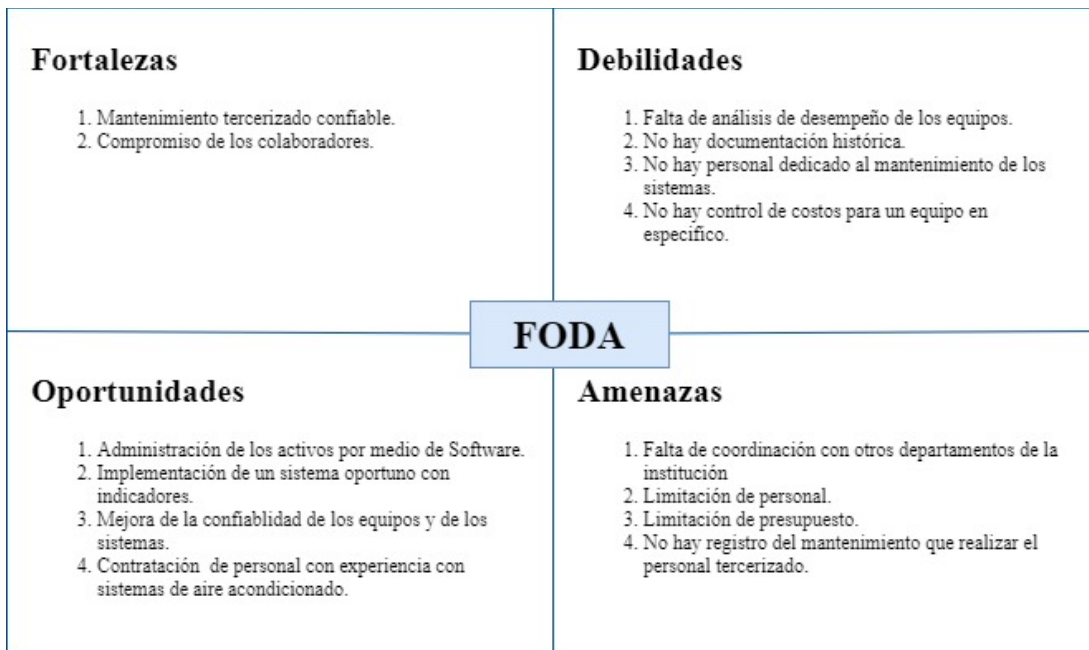 Fortalezas
1. Mantenimiento tercerizado confiable.
2. Compromiso de los colaboradores.
Debilidades
1. Falta de análisis de desempeño de los equipos.
2. No hay documentación histórica.
3. No hay personal dedicado al mantenimiento de los
sistemas.
4. No hay control de costos para un equipo en
especifico.
FODA
Oportunidades
1. Administración de los activos por medio de Software.
2. Implementación de un sistema oportuno con
indicadores.
3. Mejora de la confiablidad de los equipos y de los
sistemas.
4. Contratación de personal con experiencia con
sistemas de aire acondicionado.
Amenazas
1. Falta de coordinación con otros departamentos de la
institución
2. Limitación de personal.
3. Limitación de presupuesto.
4. No hay registro del mantenimiento que realizar el
personal tercerizado.